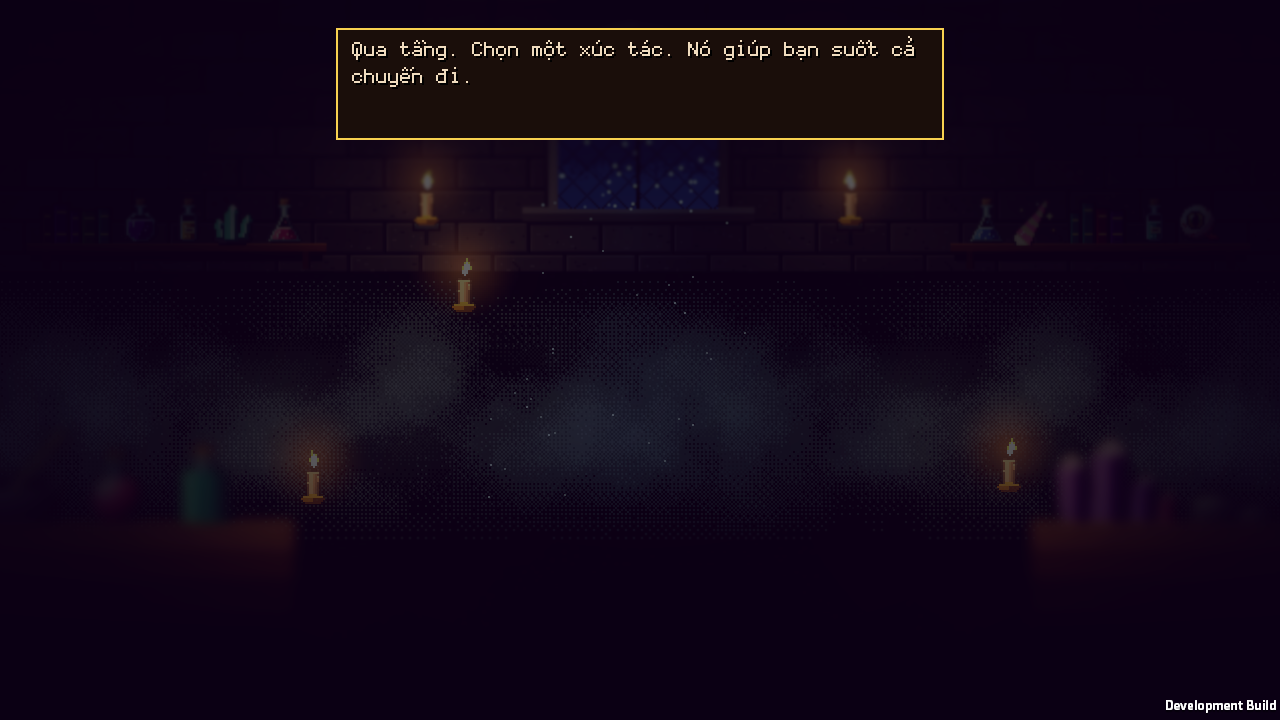 Qua tầng. Chọn một xúc tác. Nó giúp bạn suốt cả
chuyến đi.
Development Build